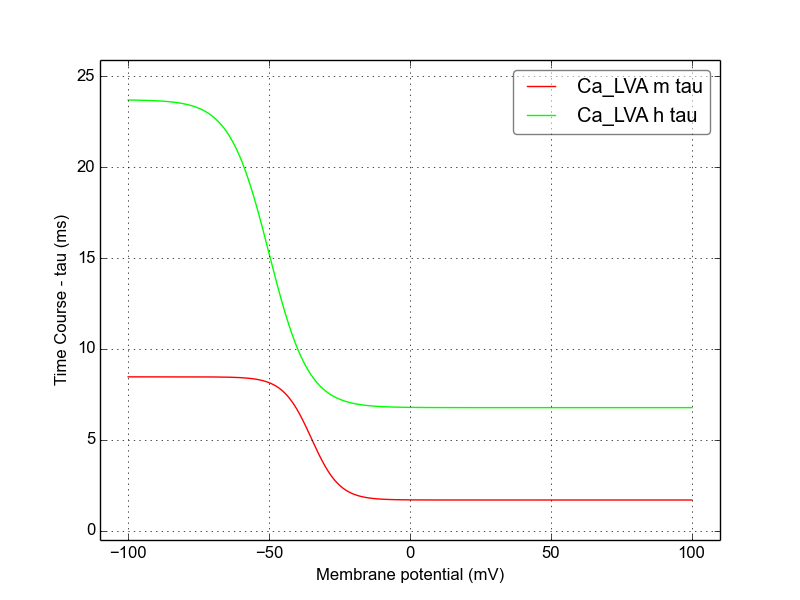 Ca_LVA m tau
Ca_LVA h tau
25
20
15
10
5
0
Time Course - tau (ms)
−100
−50
0
50
100
Membrane potential (mV)